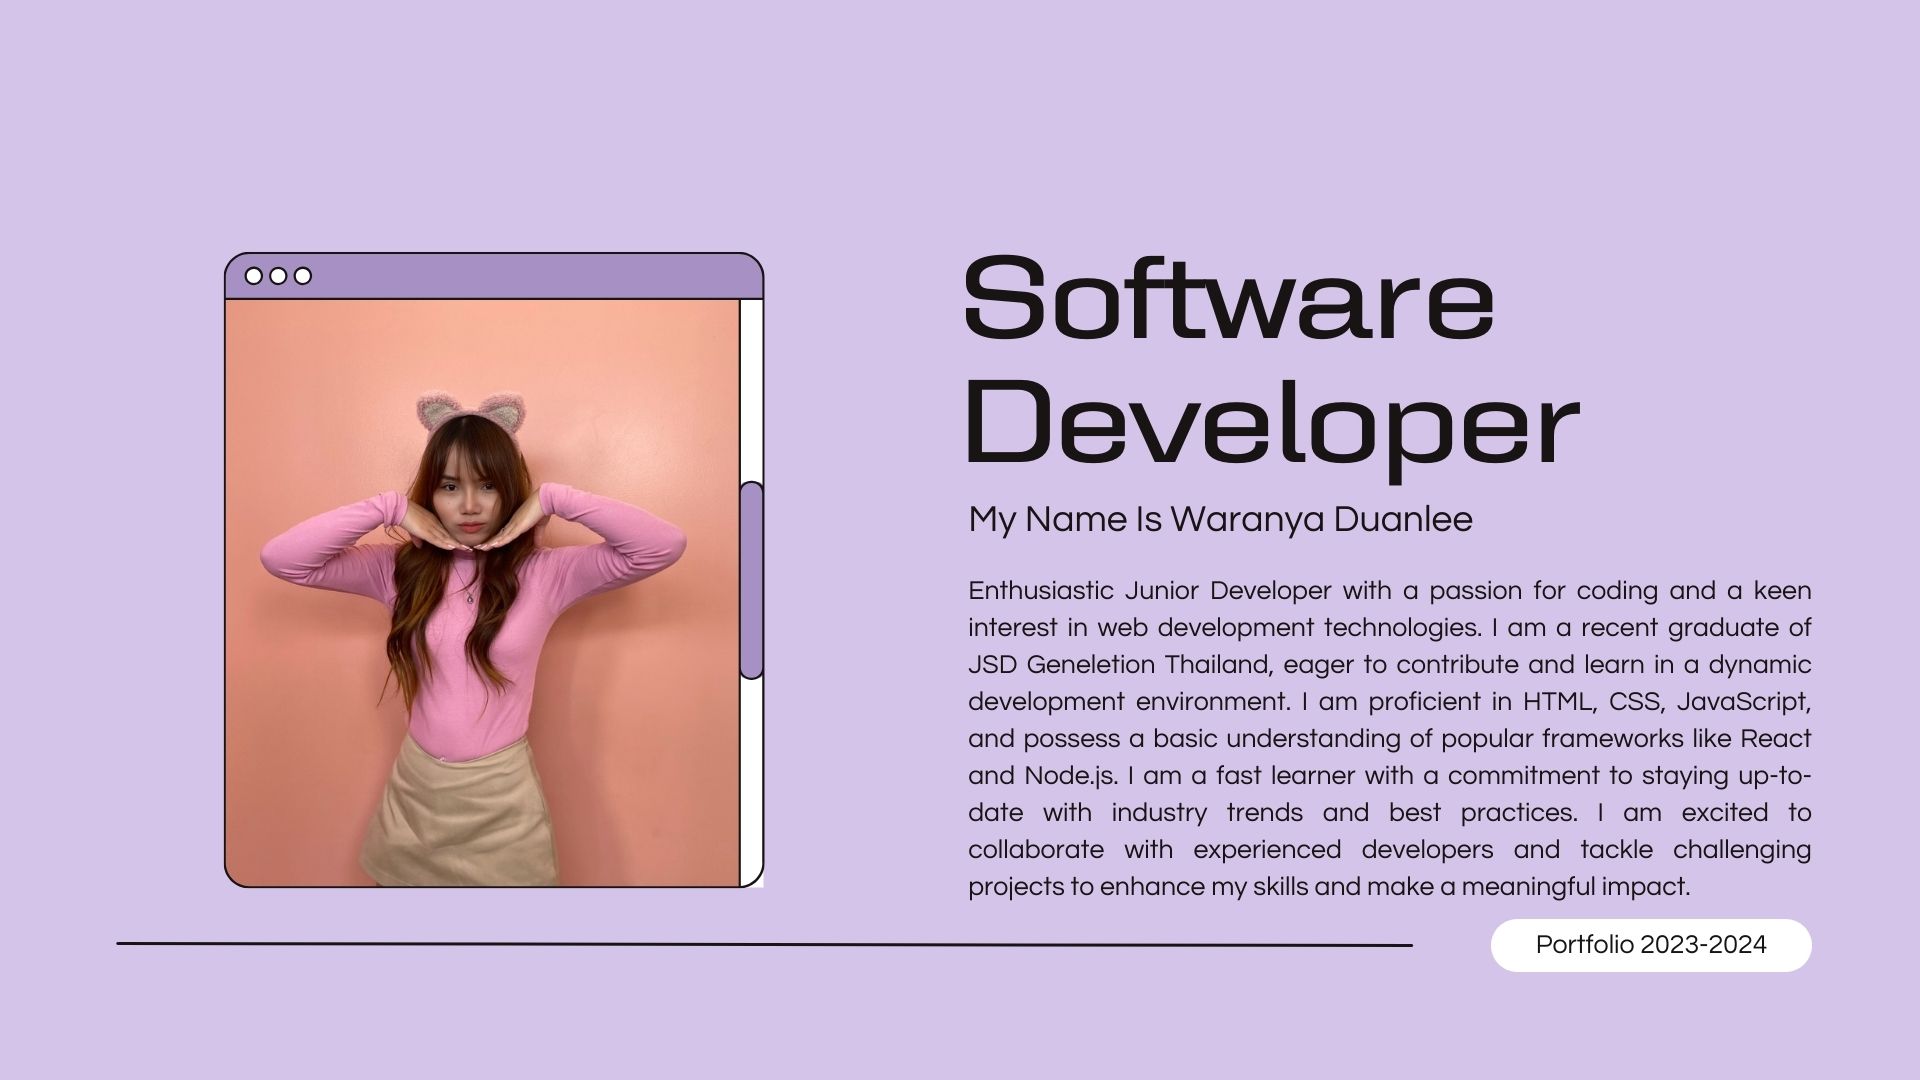 Software
Developer
My Name Is Waranya Duanlee
Enthusiastic Junior Developer with a passion for coding and a keen
interest in web development technologies. I am a recent graduate of
JSD Geneletion Thailand, eager to contribute and learn in a dynamic
development environment. I am proficient in HTML, CSS, JavaScript,
and possess a basic understanding of popular frameworks like React
and Node.js. I am a fast learner with a commitment to staying up-to-
date with industry trends and best practices. I am excited to
collaborate with experienced developers and tackle challenging
projects to enhance my skills and make a meaningful impact.
Portfolio 2023-2024